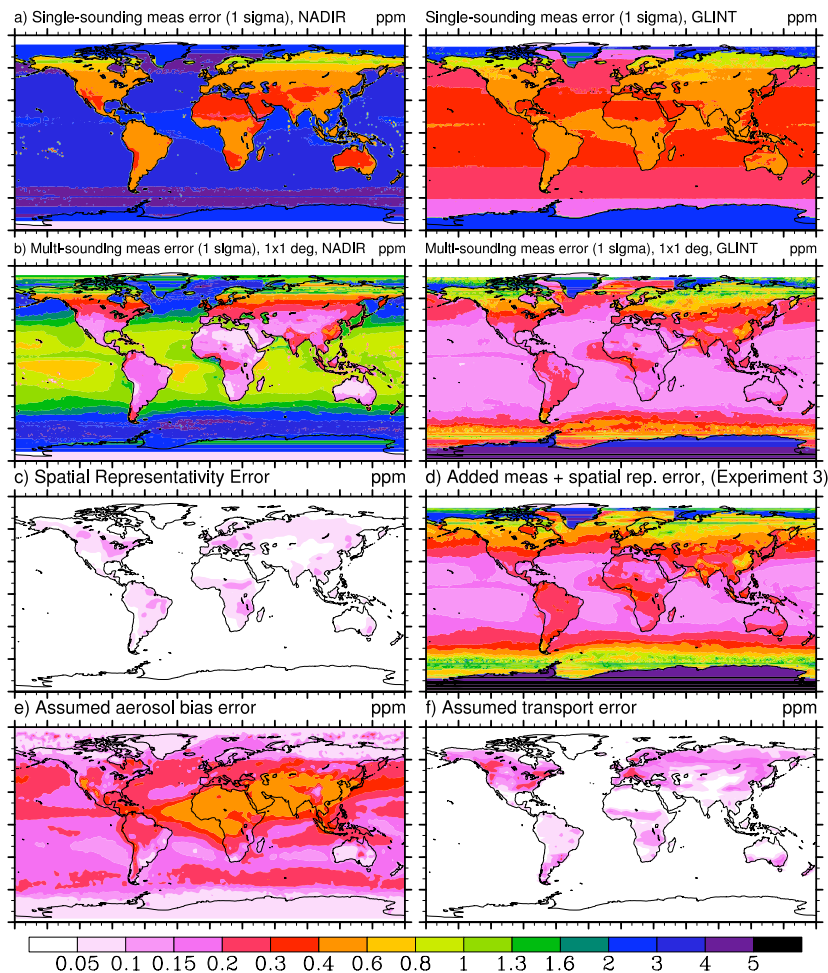 a) Single-sounding meas error (1 sigma), NADIR ppm
Single-sounding meas error (1 sigma), GLINT ppm
b) Multi-sounding meas error (1 sigma), 1x1 deg, NADIR ppm
Multi-sounding meas error (1 sigma), 1x1 deg, GLINT ppm
c) Spatial Representativity Error ppm
d) Added meas + spatial rep. error, (Experiment 3)
e) Assumed aerosol bias error ppm
f) Assumed transport error ppm
0.05 0.1 0.15 0.2 0.3 0.4 0.6 0.8 1 1.3 1.6 2 3 4 5